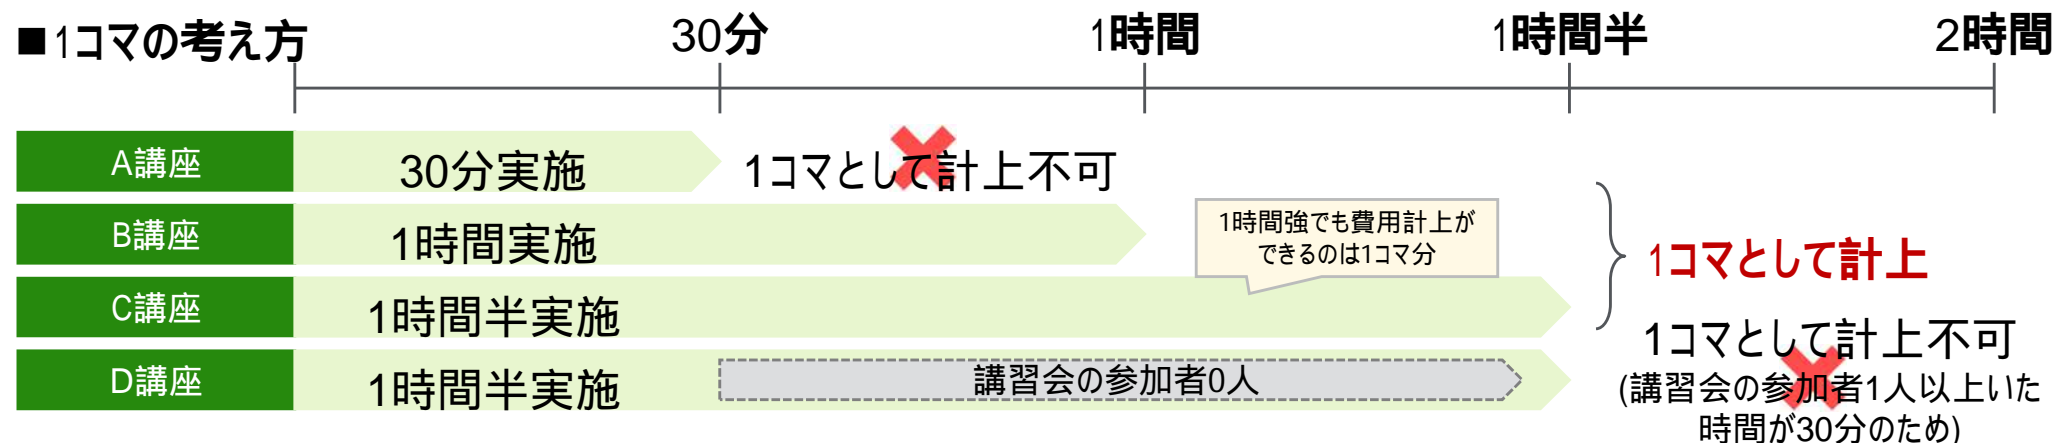 ■1コマの考え方
30分
1時間
1時間半
2時間
A講座
30分実施
1コマとして計上不可
B講座
1時間実施
1時間強でも費用計上が
できるのは1コマ分
1コマとして計上
C講座
1時間半実施
D講座
1時間半実施
講習会の参加者0人
1コマとして計上不可
(講習会の参加者1人以上いた
時間が30分のため)